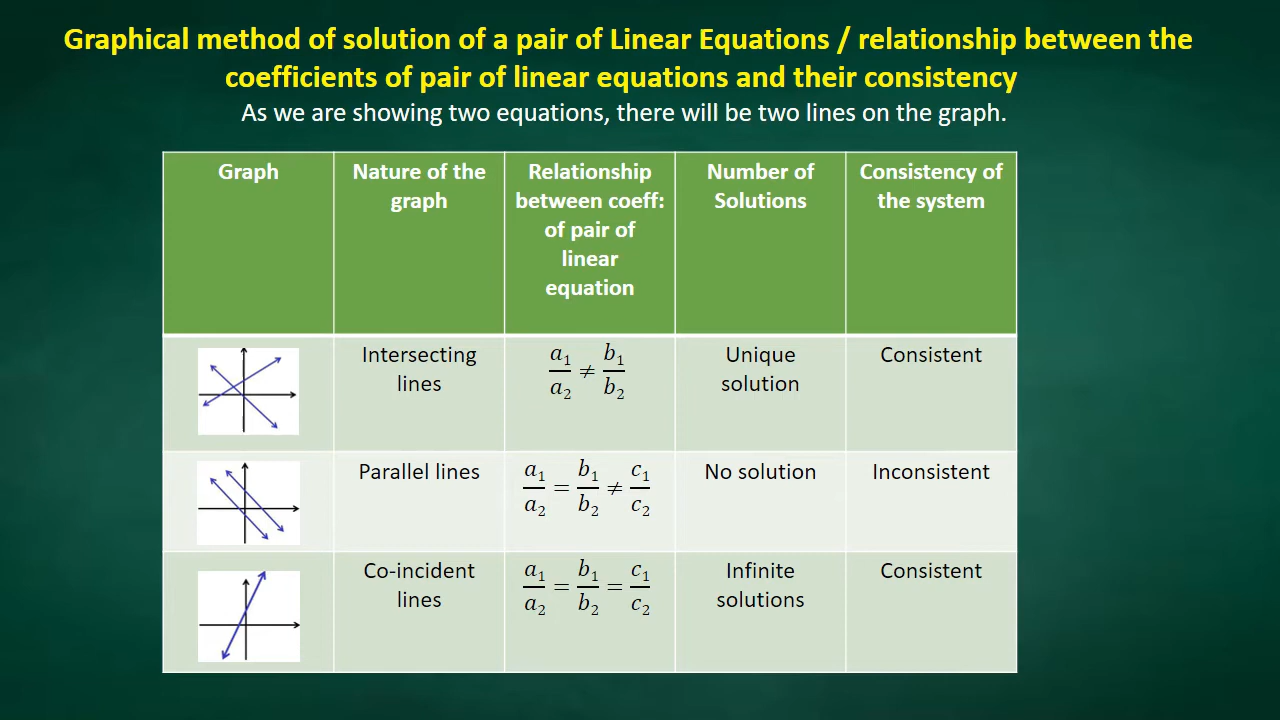 Graphical method of solution of a pair of Linear Equations / relationship between the
coefficients of pair of linear equations and their consistency
As we are showing two equations, there will be two lines on the graph.
Graph
Nature of the
graph
Relationship
between coeff:
of pair of
linear
equation
Number of
Solutions
Consistency of
the system
Intersecting
lines
a₁/a₂ ≠ b₁/b₂
Unique
solution
Consistent
Parallel lines
a₁/a₂ = b₁/b₂ ≠ c₁/c₂
No solution
Inconsistent
Co-incident
lines
a₁/a₂ = b₁/b₂ = c₁/c₂
Infinite
solutions
Consistent